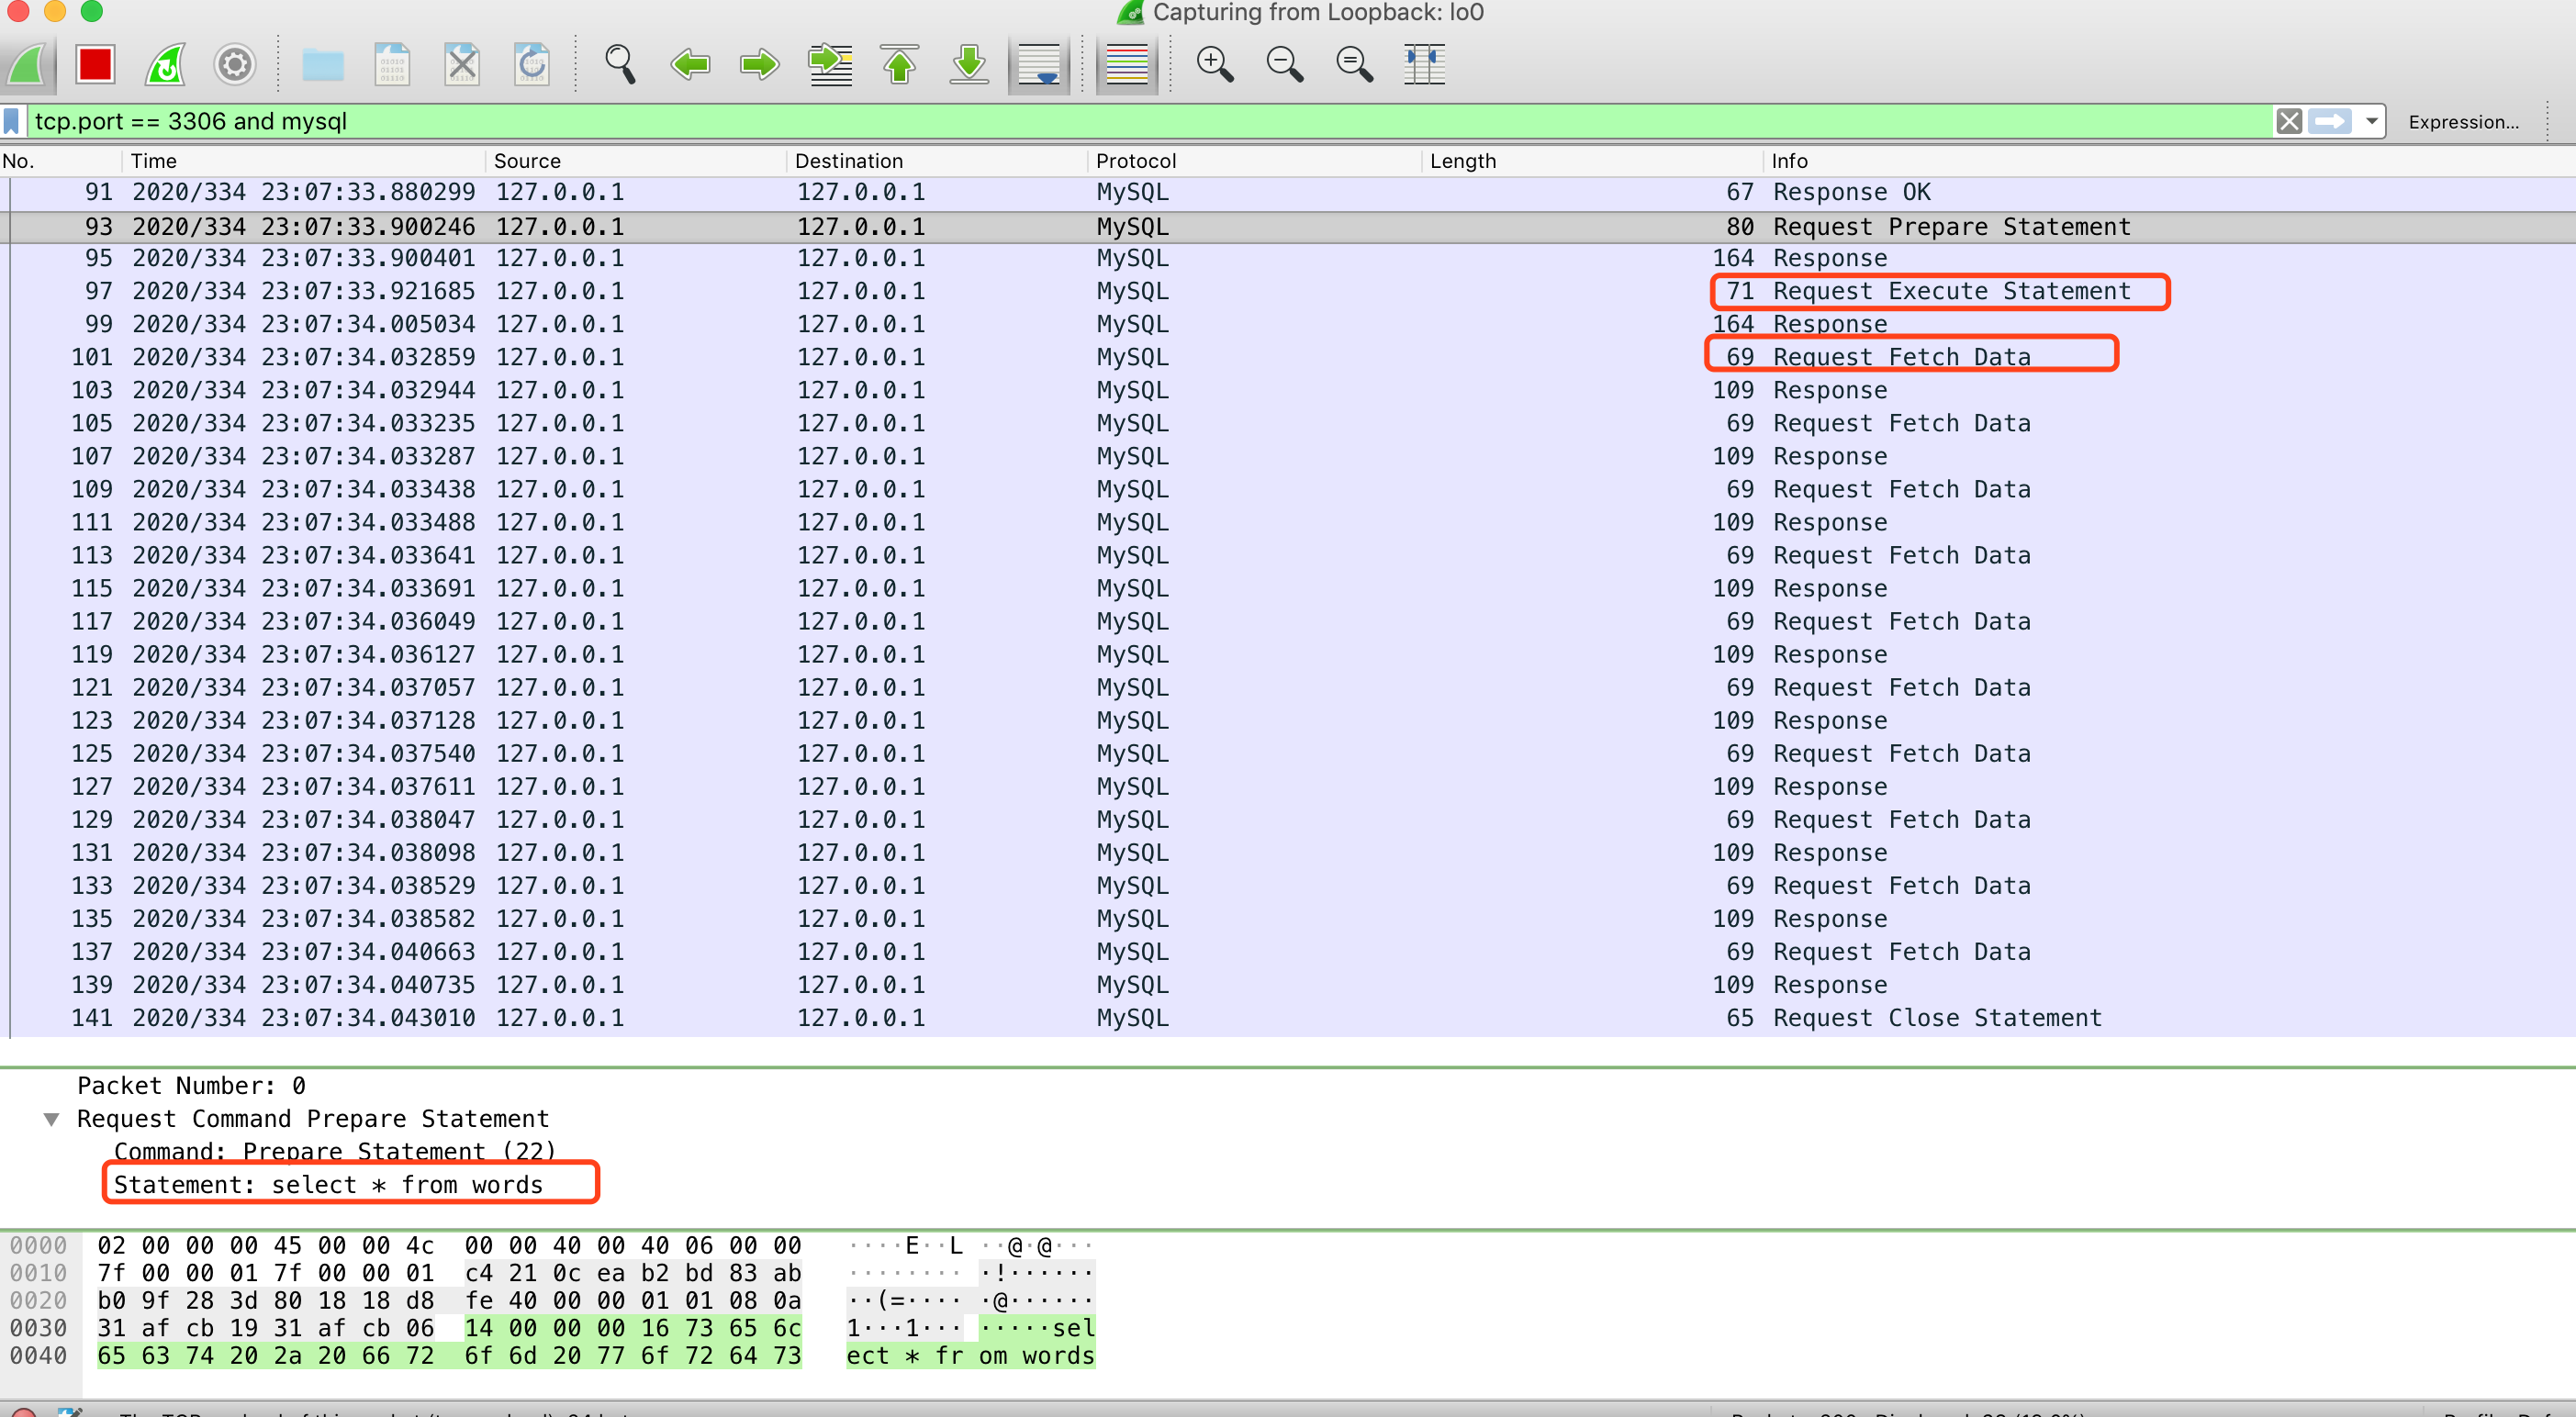 Capturing from Loopback: lo0
tcp.port == 3306 and mysql
Expression...
No. Time Source Destination Protocol Length Info
91 2020/334 23:07:33.880299 127.0.0.1 127.0.0.1 MySQL 67 Response OK
93 2020/334 23:07:33.900246 127.0.0.1 127.0.0.1 MySQL 80 Request Prepare Statement
95 2020/334 23:07:33.900401 127.0.0.1 127.0.0.1 MySQL 164 Response
97 2020/334 23:07:33.921685 127.0.0.1 127.0.0.1 MySQL 71 Request Execute Statement
99 2020/334 23:07:34.005034 127.0.0.1 127.0.0.1 MySQL 164 Response
101 2020/334 23:07:34.032859 127.0.0.1 127.0.0.1 MySQL 69 Request Fetch Data
103 2020/334 23:07:34.032944 127.0.0.1 127.0.0.1 MySQL 109 Response
105 2020/334 23:07:34.033235 127.0.0.1 127.0.0.1 MySQL 69 Request Fetch Data
107 2020/334 23:07:34.033287 127.0.0.1 127.0.0.1 MySQL 109 Response
109 2020/334 23:07:34.033438 127.0.0.1 127.0.0.1 MySQL 69 Request Fetch Data
111 2020/334 23:07:34.033488 127.0.0.1 127.0.0.1 MySQL 109 Response
113 2020/334 23:07:34.033641 127.0.0.1 127.0.0.1 MySQL 69 Request Fetch Data
115 2020/334 23:07:34.033691 127.0.0.1 127.0.0.1 MySQL 109 Response
117 2020/334 23:07:34.036049 127.0.0.1 127.0.0.1 MySQL 69 Request Fetch Data
119 2020/334 23:07:34.036127 127.0.0.1 127.0.0.1 MySQL 109 Response
121 2020/334 23:07:34.037057 127.0.0.1 127.0.0.1 MySQL 69 Request Fetch Data
123 2020/334 23:07:34.037128 127.0.0.1 127.0.0.1 MySQL 109 Response
125 2020/334 23:07:34.037540 127.0.0.1 127.0.0.1 MySQL 69 Request Fetch Data
127 2020/334 23:07:34.037611 127.0.0.1 127.0.0.1 MySQL 109 Response
129 2020/334 23:07:34.038047 127.0.0.1 127.0.0.1 MySQL 69 Request Fetch Data
131 2020/334 23:07:34.038098 127.0.0.1 127.0.0.1 MySQL 109 Response
133 2020/334 23:07:34.038529 127.0.0.1 127.0.0.1 MySQL 69 Request Fetch Data
135 2020/334 23:07:34.038582 127.0.0.1 127.0.0.1 MySQL 109 Response
137 2020/334 23:07:34.040663 127.0.0.1 127.0.0.1 MySQL 69 Request Fetch Data
139 2020/334 23:07:34.040735 127.0.0.1 127.0.0.1 MySQL 109 Response
141 2020/334 23:07:34.043010 127.0.0.1 127.0.0.1 MySQL 65 Request Close Statement
Packet Number: 0
Request Command Prepare Statement
Command: Prepare Statement (22)
Statement: select * from words
0000 02 00 00 00 45 00 00 4c 00 00 40 00 40 06 00 00 ····E··L ··@·@···
0010 7f 00 00 01 7f 00 00 01 c4 21 0c ea b2 bd 83 ab ········ ·!······
0020 b0 9f 28 3d 80 18 18 d8 fe 40 00 00 01 01 08 0a ··(=···· ·@······
0030 31 af cb 19 31 af cb 06 14 00 00 00 16 73 65 6c 1···1··· ·····sel
0040 65 63 74 20 2a 20 66 72 6f 6d 20 77 6f 72 64 73 ect * fr om words